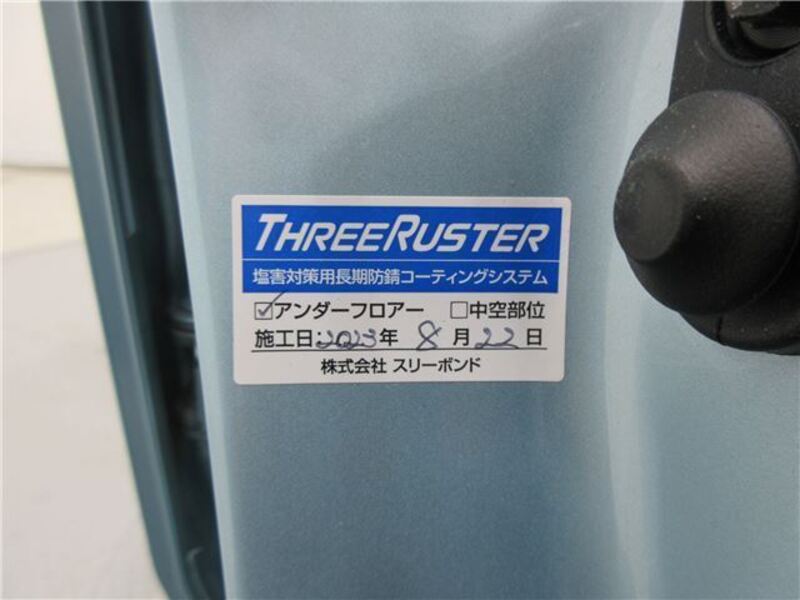 THREERUSTER
塩害対策用長期防錆コーティングシステム
☑アンダーフロアー □中空部位
施工日:2023年 8月22日
株式会社 スリーボンド